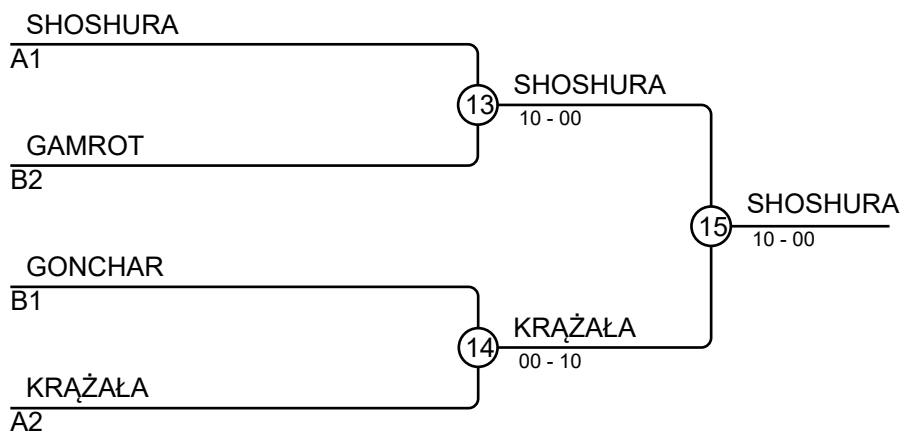 SHOSHURA
A1
13
SHOSHURA
10 - 00
GAMROT
B2
15
SHOSHURA
10 - 00
GONCHAR
B1
14
KRĄŻAŁA
00 - 10
KRĄŻAŁA
A2